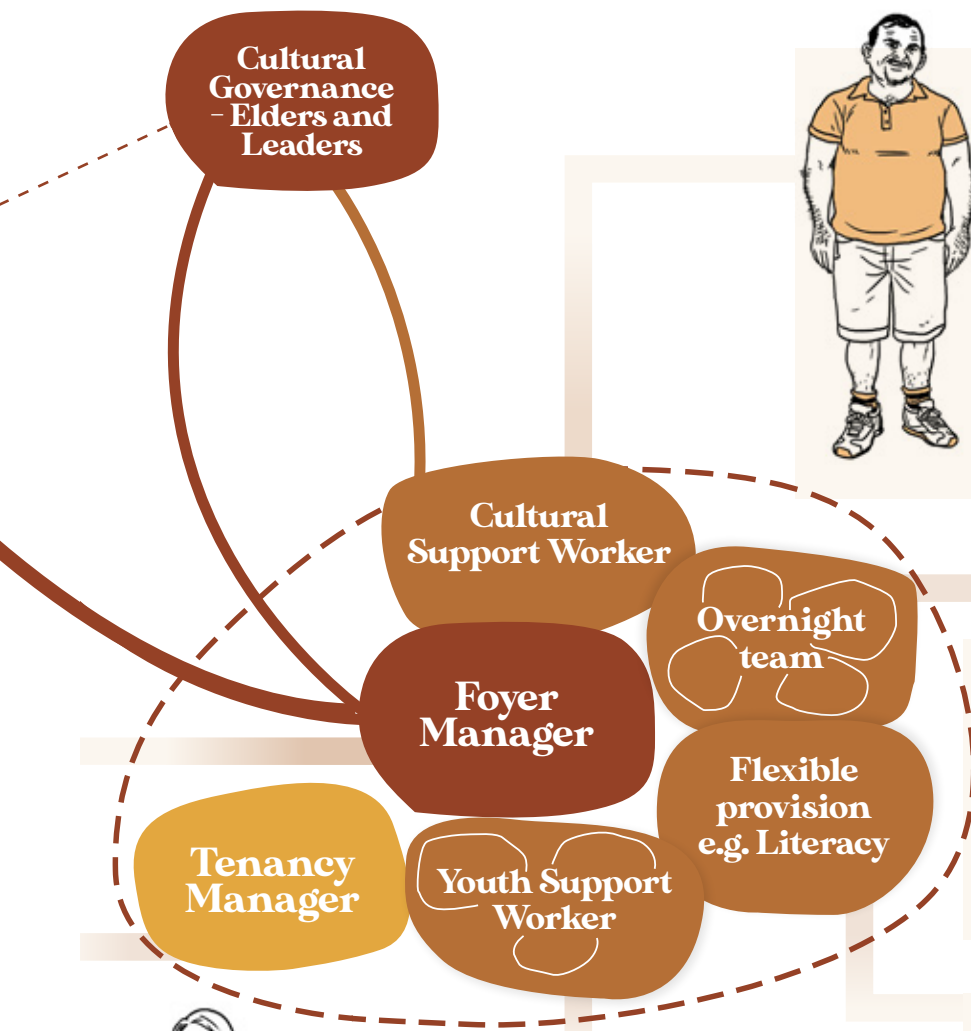 Cultural
Governance
– Elders and
Leaders
Cultural
Support Worker
Overnight
team
Foyer
Manager
Flexible
provision
e.g. Literacy
Tenancy
Manager
Youth Support
Worker